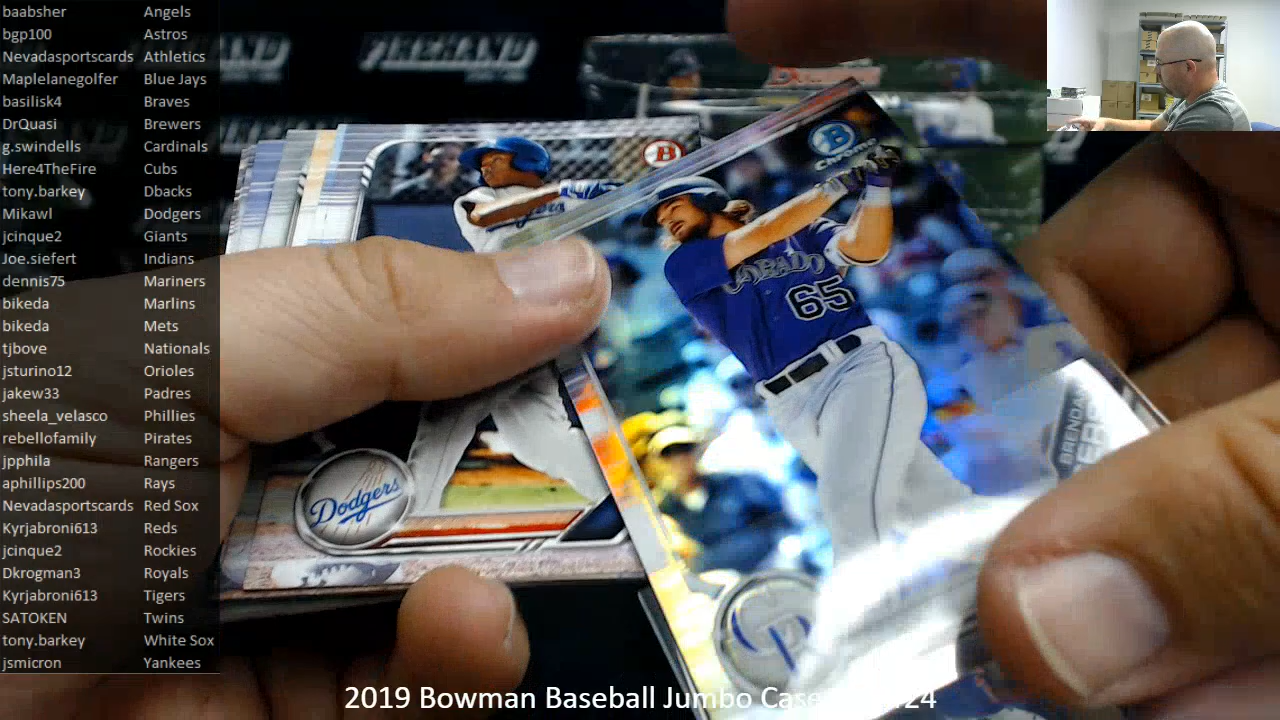 baabsher Angels
bgp100 Astros
Nevadasportscards Athletics
Maplelanegolfer Blue Jays
basilisk4 Braves
DrQuasi Brewers
g.swindells Cardinals
Here4TheFire Cubs
tony.barkey Dbacks
Mikawl Dodgers
jcinque2 Giants
Joe.siefert Indians
dennis75 Mariners
bikeda Marlins
bikeda Mets
tjbove Nationals
jsturino12 Orioles
jakew33 Padres
sheela_velasco Phillies
rebellofamily Pirates
jpphila Rangers
aphillips200 Rays
Nevadasportscards Red Sox
Kyrjabroni613 Reds
jcinque2 Rockies
Dkrogman3 Royals
Kyrjabroni613 Tigers
SATOKEN Twins
tony.barkey White Sox
jsmicron Yankees
FIREHAND
B
B
Chrome
65
Dodgers
2019 Bowman Baseball Jumbo Case